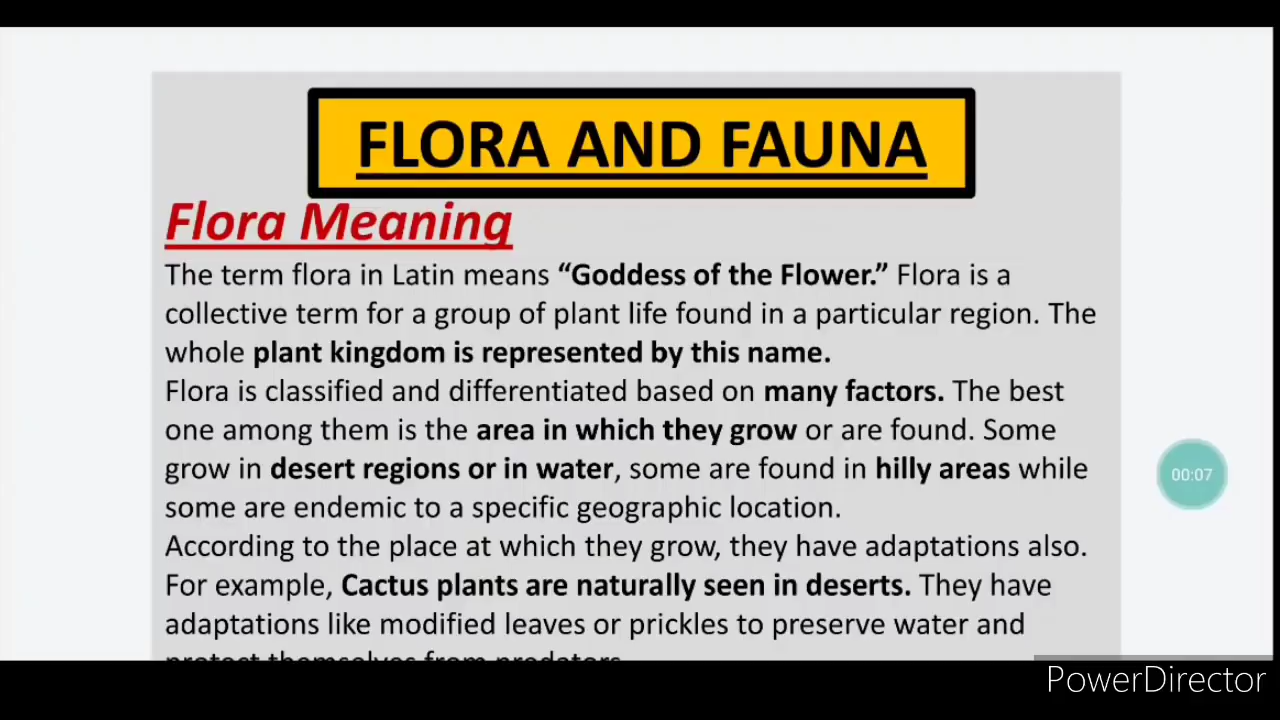 FLORA AND FAUNA
Flora Meaning
The term flora in Latin means “Goddess of the Flower.” Flora is a
collective term for a group of plant life found in a particular region. The
whole plant kingdom is represented by this name.
Flora is classified and differentiated based on many factors. The best
one among them is the area in which they grow or are found. Some
grow in desert regions or in water, some are found in hilly areas while
some are endemic to a specific geographic location.
According to the place at which they grow, they have adaptations also.
For example, Cactus plants are naturally seen in deserts. They have
adaptations like modified leaves or prickles to preserve water and
protect themselves from predators.
00:07
PowerDirector